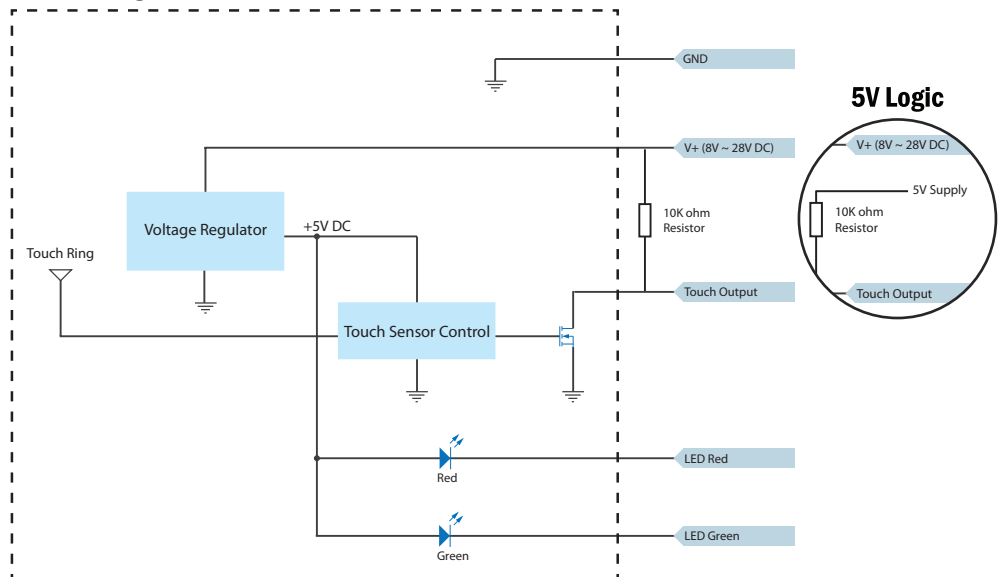 GND
5V Logic
V+ (8V ~ 28V DC)
V+ (8V ~ 28V DC)
5V Supply
10K ohm
Resistor
10K ohm
Resistor
Voltage Regulator
+5V DC
Touch Ring
Touch Output
Touch Output
Touch Sensor Control
LED Red
Red
LED Green
Green